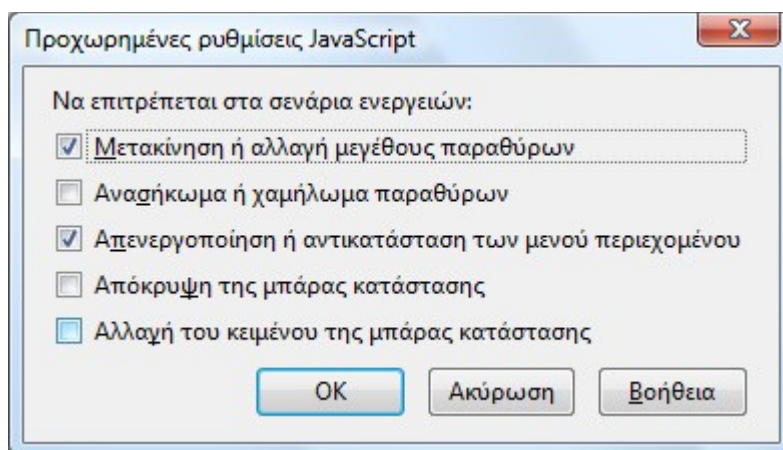 Προχωρημένες ρυθμίσεις JavaScript
Να επιτρέπεται στα σενάρια ενεργειών:
Μετακίνηση ή αλλαγή μεγέθους παραθύρων
Ανασήκωμα ή χαμήλωμα παραθύρων
Απενεργοποίηση ή αντικατάσταση των μενού περιεχομένου
Απόκρυψη της μπάρας κατάστασης
Αλλαγή του κειμένου της μπάρας κατάστασης
OK Ακύρωση Βοήθεια